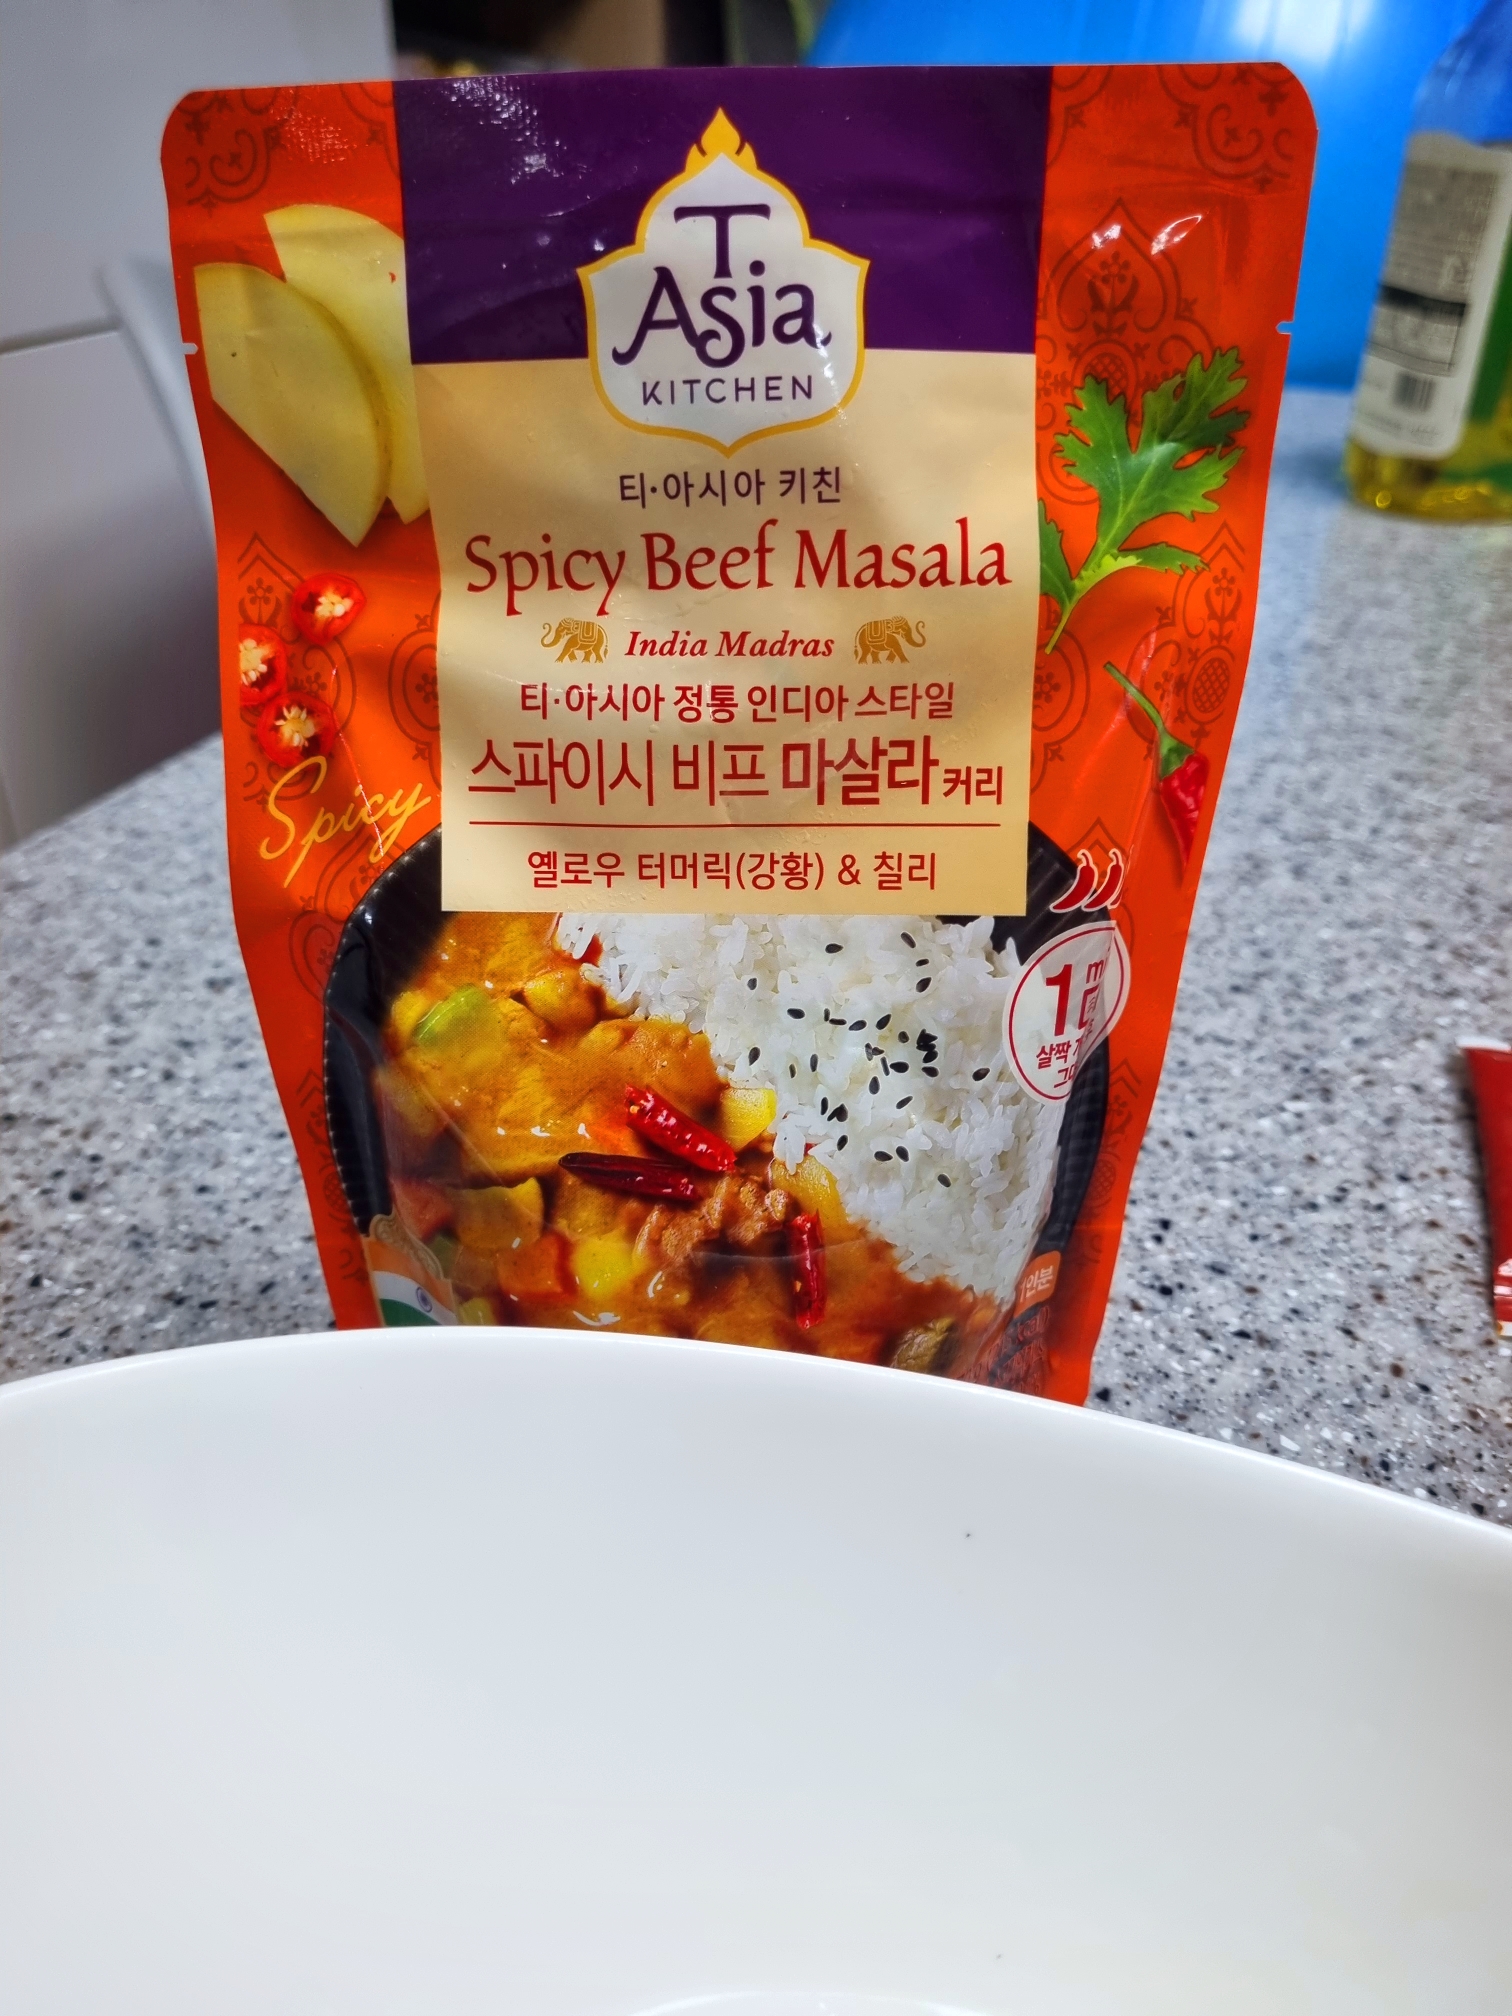 T
Asia
KITCHEN
티·아시아 키친
Spicy Beef Masala
India Madras
티·아시아 정통 인디아 스타일
스파이시 비프 마살라커리
옐로우 터머릭(강황) & 칠리
Spicy
1
살짝
인분